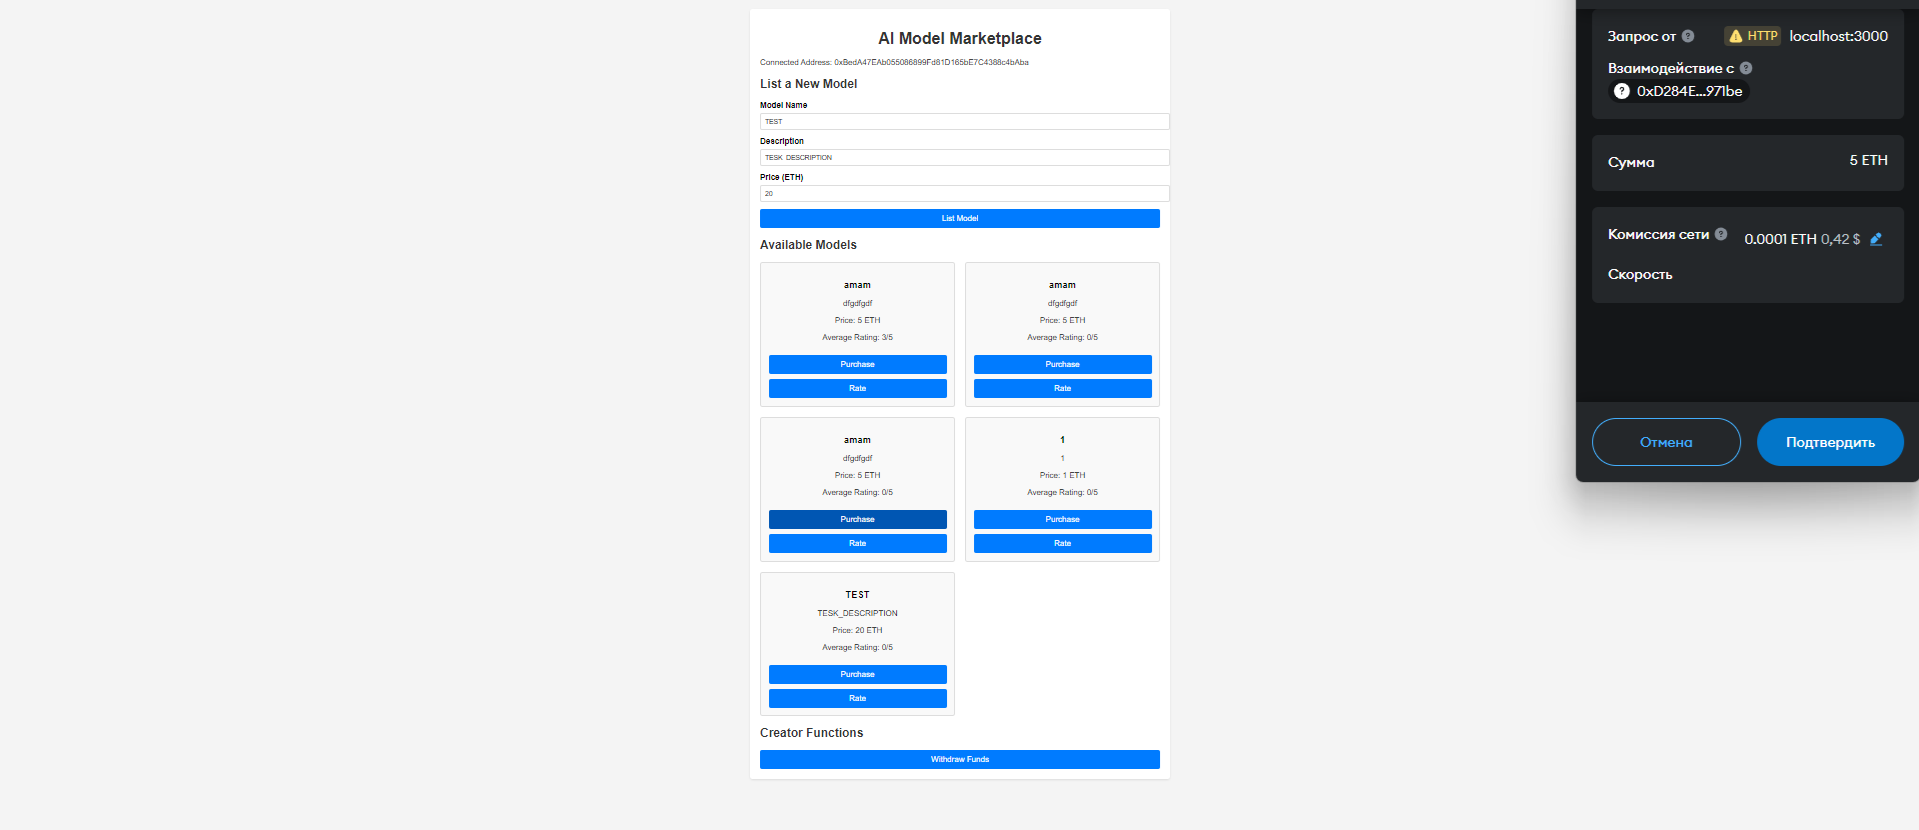 AI Model Marketplace
Connected Address: 0xBedA47EAb055086899Fd81D165bE7C4388c4bAba
List a New Model
Model Name
TEST
Description
TESK_DESCRIPTION
Price (ETH)
20
List Model
Available Models
amam
dfgdfgdf
Price: 5 ETH
Average Rating: 3/5
Purchase
Rate
amam
dfgdfgdf
Price: 5 ETH
Average Rating: 0/5
Purchase
Rate
amam
dfgdfgdf
Price: 5 ETH
Average Rating: 0/5
Purchase
Rate
1
1
Price: 1 ETH
Average Rating: 0/5
Purchase
Rate
TEST
TESK_DESCRIPTION
Price: 20 ETH
Average Rating: 0/5
Purchase
Rate
Creator Functions
Withdraw Funds
Запрос от ? HTTP localhost:3000
Взаимодействие с ?
? 0xD284E...971be
Сумма 5 ETH
Комиссия сети ? 0.0001 ETH 0,42 $
Скорость
Отмена Подтвердить